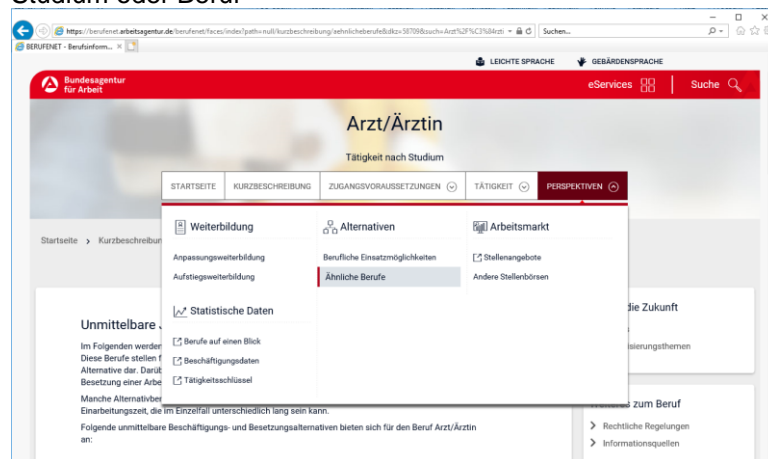 Studium oder Beruf
https://berufenet.arbeitsagentur.de/berufenet/faces/index?path=null/kurzbeschreibung/aehnlicheberufe&dkz=58709&such=Arzt%2F%C3%84rzti
Suchen...
BERUFENET - Berufsinform...
LEICHTE SPRACHE GEBÄRDENSPRACHE
Bundesagentur
für Arbeit
eServices Suche
Arzt/Ärztin
Tätigkeit nach Studium
STARTSEITE KURZBESCHREIBUNG ZUGANGSVORAUSSETZUNGEN TÄTIGKEIT PERSPEKTIVEN
Weiterbildung Alternativen Arbeitsmarkt
Startseite > Kurzbeschreibun
Anpassungsweiterbildung Berufliche Einsatzmöglichkeiten Stellenangebote
Aufstiegsweiterbildung Ähnliche Berufe Andere Stellenbörsen
Statistische Daten
die Zukunft
Unmittelbare
Berufe auf einen Blick
Im Folgenden werden
isierungsthemen
Diese Berufe stellen f
Beschäftigungsdaten
Alternative dar. Darüb
Tätigkeitsschlüssel
Besetzung einer Arbe
Manche Alternativber
zum Beruf
Einarbeitungszeit, die im Einzelfall unterschiedlich lang sein kann.
Folgende unmittelbare Beschäftigungs- und Besetzungsalternativen bieten sich für den Beruf Arzt/Ärztin
an:
> Rechtliche Regelungen
> Informationsquellen